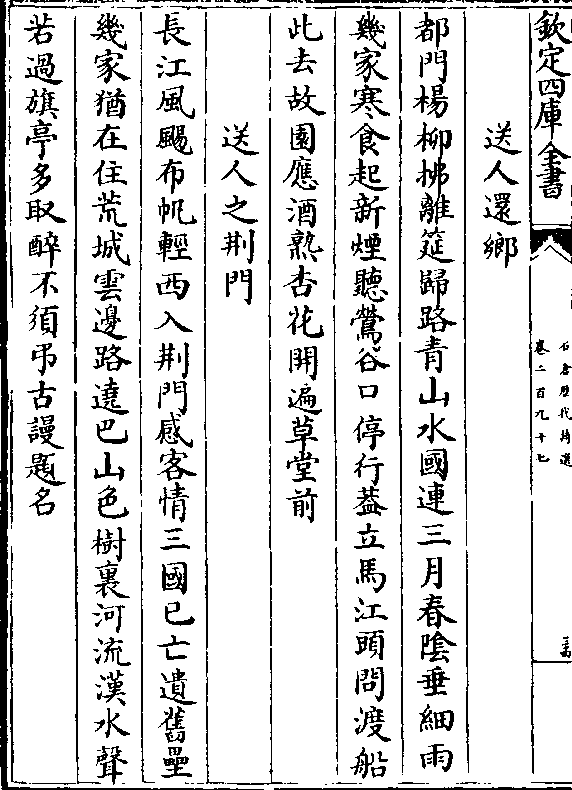 欽定四庫全書
石倉歷代詩選
卷二百九十七
送人還鄉
都門楊柳拂離筵歸路青山水國連三月春陰垂細雨
幾家寒食起新煙聽鶯谷口停行葢立馬江頭問渡船
此去故園應酒熟杏花開遍草堂前
送人之荆門
長江風颺布帆輕西入荆門感客情三國已亡遺舊壘
幾家猶在住荒城雲邊路遶巴山色樹裏河流漢水聲
若過旗亭多取醉不須弔古謾題名